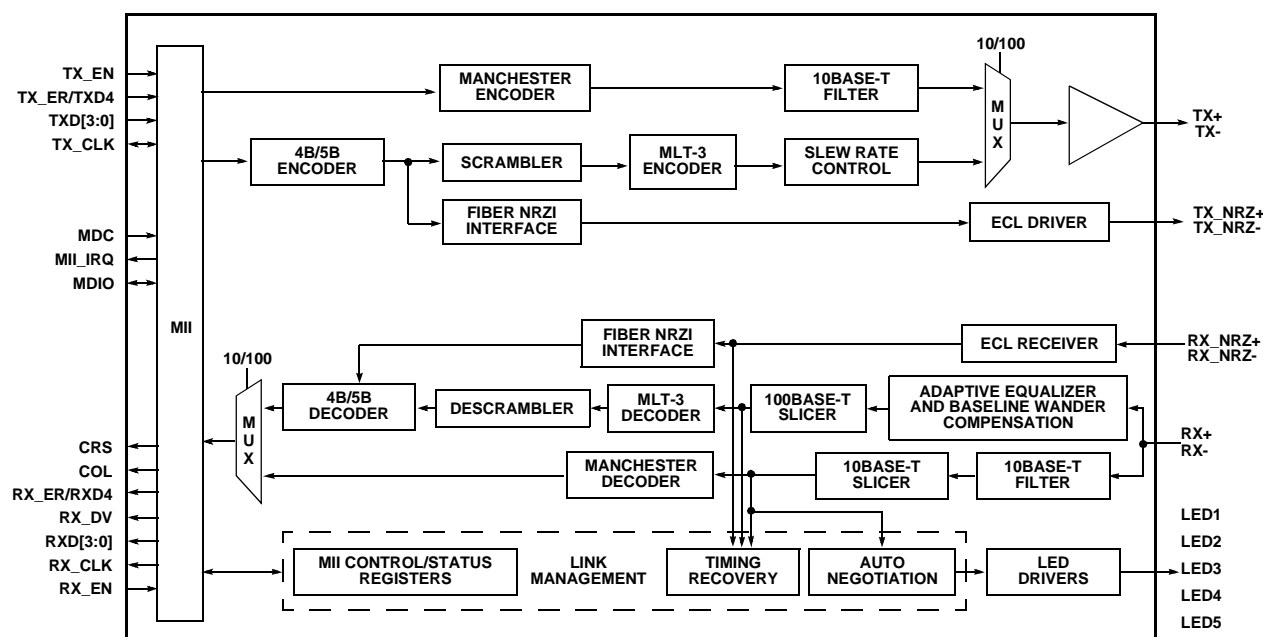 10/100
TX_EN
TX_ER/TXD4
TXD[3:0]
TX_CLK
MANCHESTER
ENCODER
10BASE-T
FILTER
MUX
TX+
TX-
4B/5B
ENCODER
SCRAMBLER
MLT-3
ENCODER
SLEW RATE
CONTROL
FIBER NRZI
INTERFACE
ECL DRIVER
TX_NRZ+
TX_NRZ-
MDC
MII_IRQ
MDIO
MII
FIBER NRZI
INTERFACE
ECL RECEIVER
RX_NRZ+
RX_NRZ-
10/100
MUX
4B/5B
DECODER
DESCRAMBLER
MLT-3
DECODER
100BASE-T
SLICER
ADAPTIVE EQUALIZER
AND BASELINE WANDER
COMPENSATION
RX+
RX-
MANCHESTER
DECODER
10BASE-T
SLICER
10BASE-T
FILTER
CRS
COL
RX_ER/RXD4
RX_DV
RXD[3:0]
RX_CLK
RX_EN
MII CONTROL/STATUS
REGISTERS
LINK
MANAGEMENT
TIMING
RECOVERY
AUTO
NEGOTIATION
LED
DRIVERS
LED1
LED2
LED3
LED4
LED5